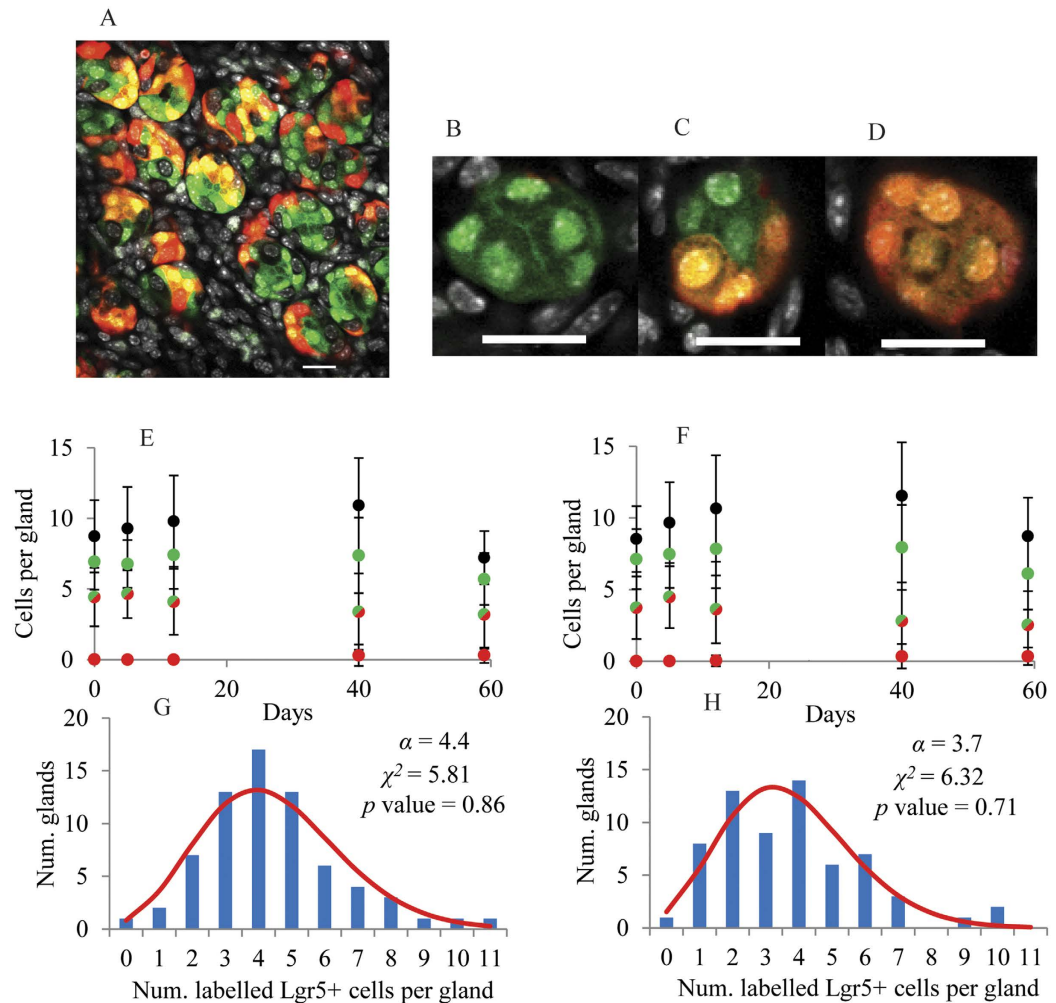 A
B
C
D
E
15
10
5
0
Cells per gland
0
20
40
60
Days
F
15
10
5
0
Cells per gland
0
20
40
60
Days
G
20
15
10
5
0
Num. glands
α = 4.4
χ² = 5.81
p value = 0.86
0 1 2 3 4 5 6 7 8 9 10 11
Num. labelled Lgr5+ cells per gland
H
20
15
10
5
0
Num. glands
α = 3.7
χ² = 6.32
p value = 0.71
0 1 2 3 4 5 6 7 8 9 10 11
Num. labelled Lgr5+ cells per gland